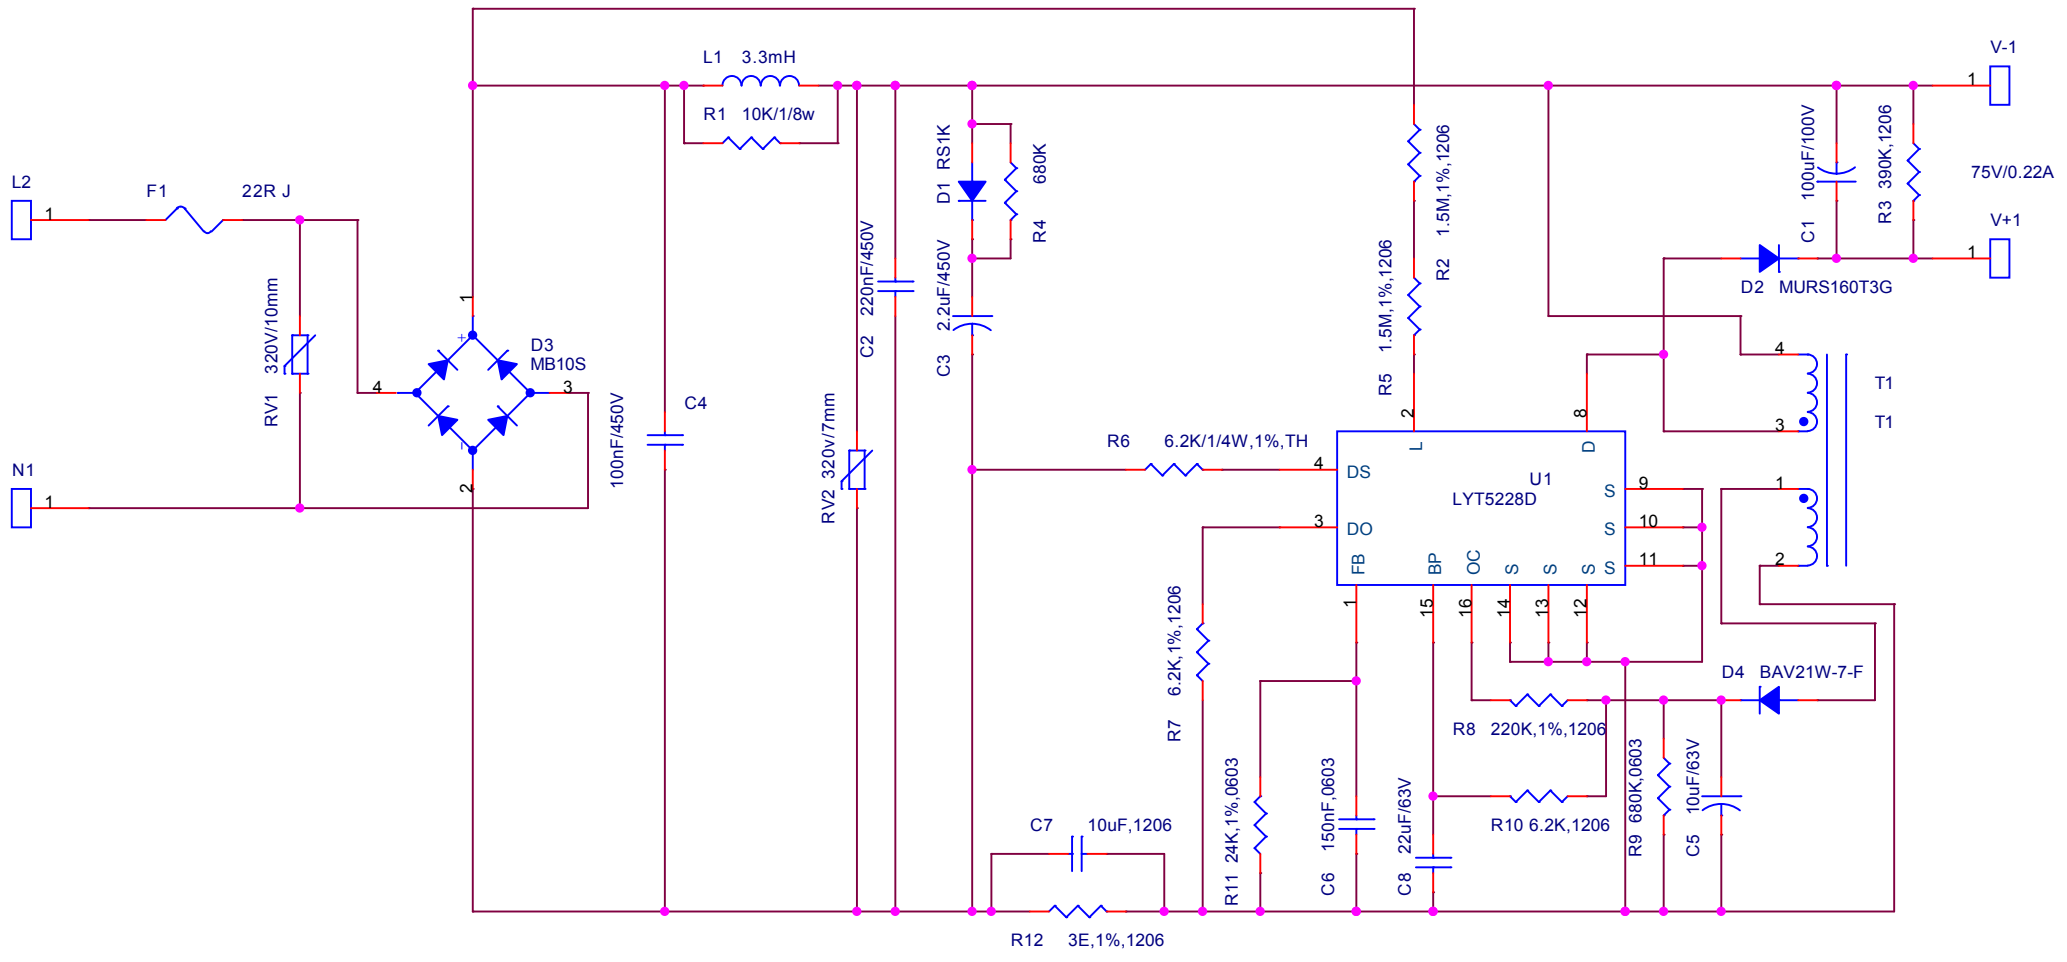 L1 3.3mH
R1 10K/1/8w
V-1
1
L2
1
F1 22R J
320V/10mm
RV1
1
+
D3
MB10S
4
3
-
2
N1
1
100nF/450V
C4
RV2 320v/7mm
C2 220nF/450V
D1 RS1K
680K
R4
C3 2.2uF/450V
R2 1.5M,1%,1206
R5 1.5M,1%,1206
C1 100uF/100V
R3 390K,1206
75V/0.22A
V+1
1
D2 MURS160T3G
4
3
T1
T1
1
2
R6 6.2K/1/4W,1%,TH
2
8
L
D
4 DS
3 DO
U1
LYT5228D
S 9
S 10
S 11
FB
BP
OC
S
S
S
1
15
16
14
13
12
R7 6.2K,1%,1206
D4 BAV21W-7-F
R8 220K,1%,1206
R10 6.2K,1206
R9 680K,0603
C5 10uF/63V
R11 24K,1%,0603
C6 150nF,0603
C8 22uF/63V
C7 10uF,1206
R12 3E,1%,1206